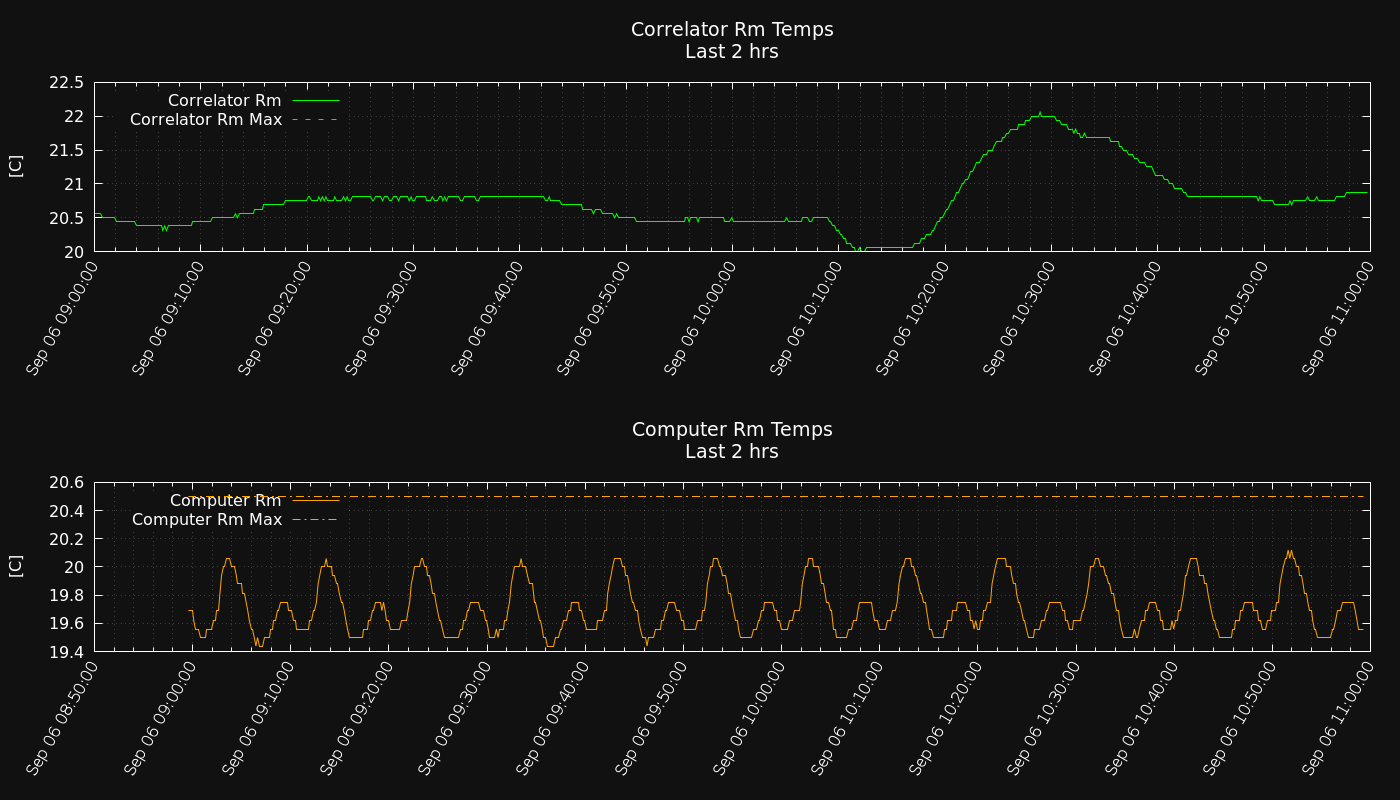 Correlator Rm Temps
Last 2 hrs
22.5
22
21.5
21
20.5
20
[C]
Correlator Rm
Correlator Rm Max
Sep 06 09:00:00
Sep 06 09:10:00
Sep 06 09:20:00
Sep 06 09:30:00
Sep 06 09:40:00
Sep 06 09:50:00
Sep 06 10:00:00
Sep 06 10:10:00
Sep 06 10:20:00
Sep 06 10:30:00
Sep 06 10:40:00
Sep 06 10:50:00
Sep 06 11:00:00
Computer Rm Temps
Last 2 hrs
20.6
20.4
20.2
20
19.8
19.6
19.4
[C]
Computer Rm
Computer Rm Max
Sep 06 08:50:00
Sep 06 09:00:00
Sep 06 09:10:00
Sep 06 09:20:00
Sep 06 09:30:00
Sep 06 09:40:00
Sep 06 09:50:00
Sep 06 10:00:00
Sep 06 10:10:00
Sep 06 10:20:00
Sep 06 10:30:00
Sep 06 10:40:00
Sep 06 10:50:00
Sep 06 11:00:00